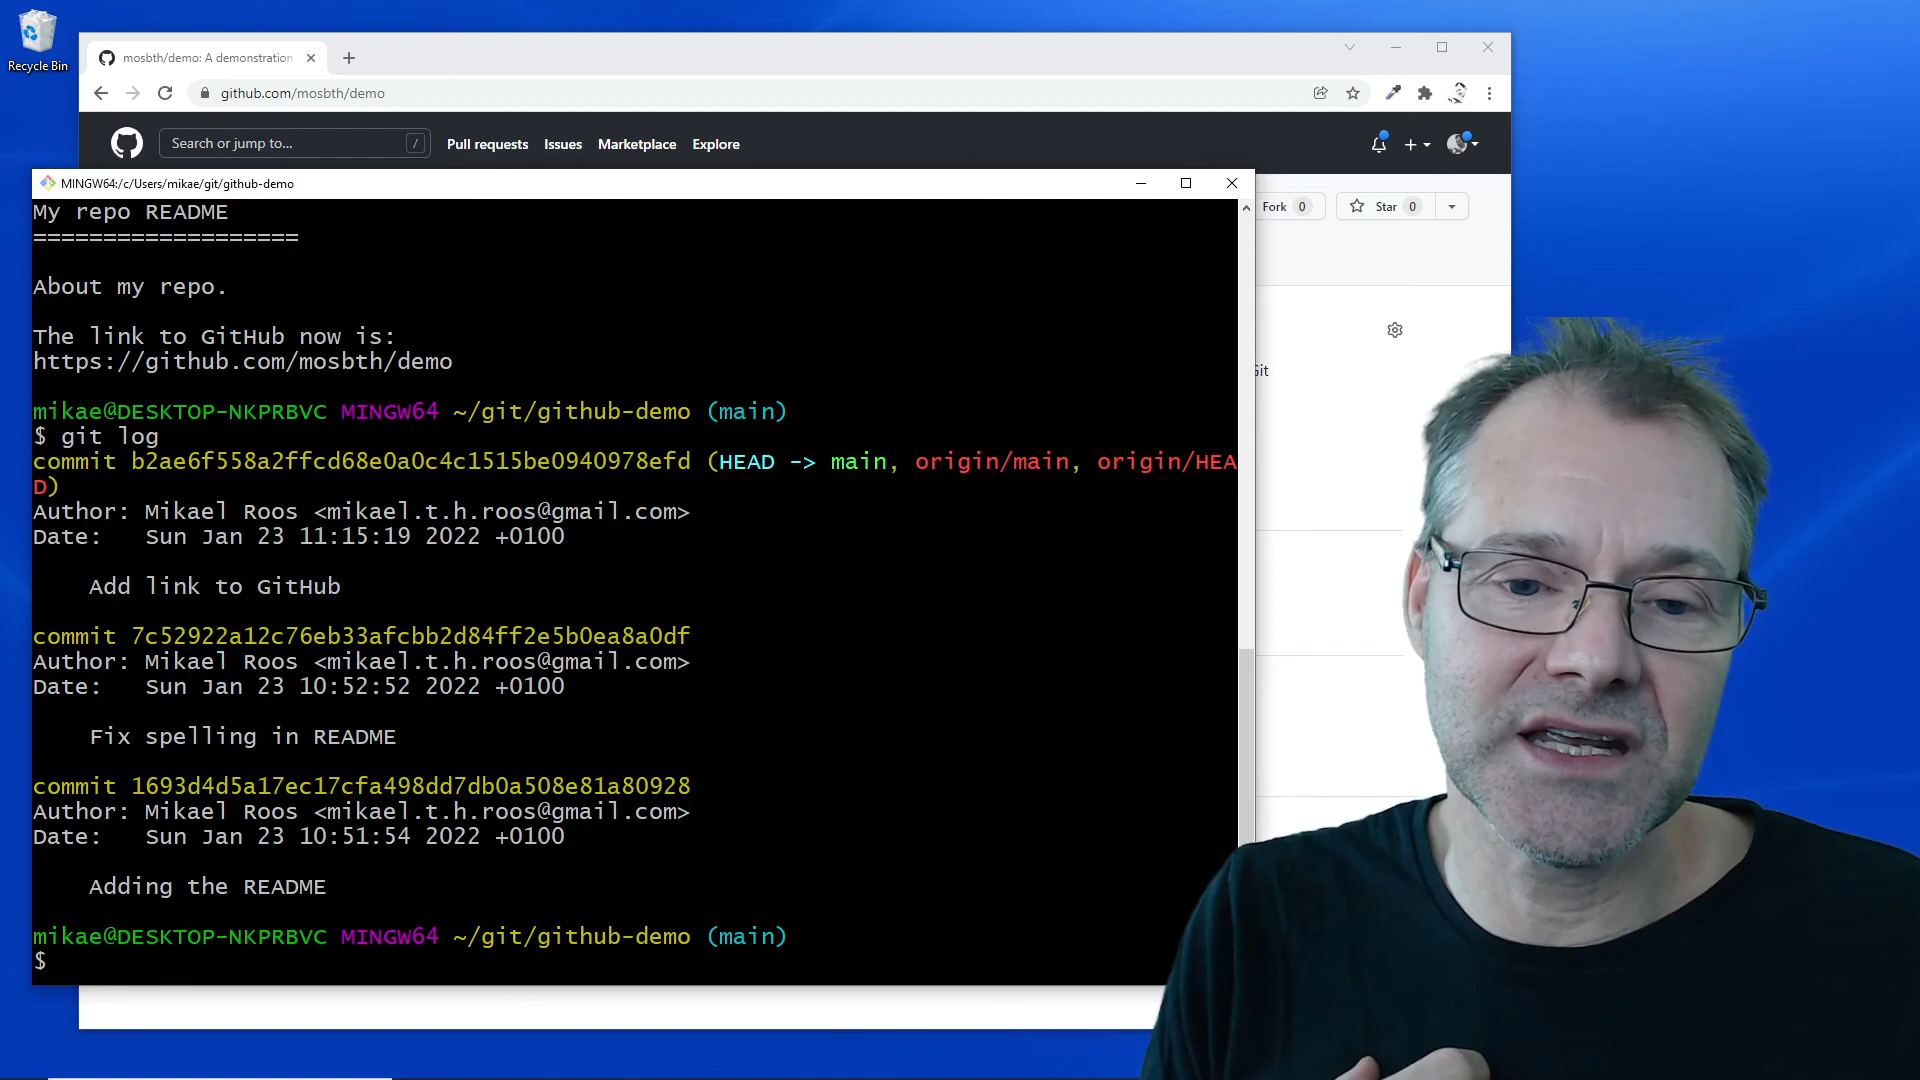 Recycle Bin
mosbth/demo: A demonstration
github.com/mosbth/demo
Search or jump to... /
Pull requests Issues Marketplace Explore
MINGW64:/c/Users/mikae/git/github-demo
Fork 0 Star 0
My repo README
===================
About my repo.
The link to GitHub now is:
https://github.com/mosbth/demo
mikae@DESKTOP-NKPRBVC MINGW64 ~/git/github-demo (main)
$ git log
commit b2ae6f558a2ffcd68e0a0c4c1515be0940978efd (HEAD -> main, origin/main, origin/HEA
D)
Author: Mikael Roos <mikael.t.h.roos@gmail.com>
Date:   Sun Jan 23 11:15:19 2022 +0100
Add link to GitHub
commit 7c52922a12c76eb33afcbb2d84ff2e5b0ea8a0df
Author: Mikael Roos <mikael.t.h.roos@gmail.com>
Date:   Sun Jan 23 10:52:52 2022 +0100
Fix spelling in README
commit 1693d4d5a17ec17cfa498dd7db0a508e81a80928
Author: Mikael Roos <mikael.t.h.roos@gmail.com>
Date:   Sun Jan 23 10:51:54 2022 +0100
Adding the README
mikae@DESKTOP-NKPRBVC MINGW64 ~/git/github-demo (main)
$